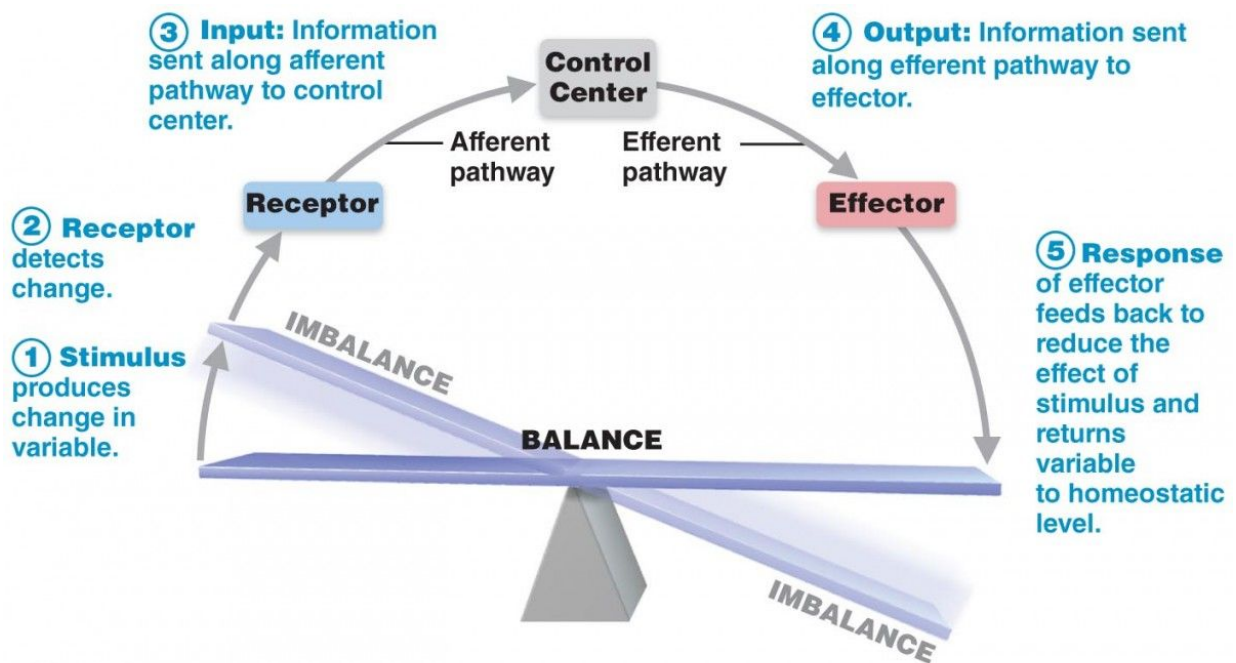 3 Input: Information
sent along afferent
pathway to control
center.
Control
Center
4 Output: Information sent
along efferent pathway to
effector.
Afferent
pathway
Efferent
pathway
Receptor
Effector
2 Receptor
detects
change.
5 Response
of effector
feeds back to
reduce the
effect of
stimulus and
returns
variable
to homeostatic
level.
IMBALANCE
1 Stimulus
produces
change in
variable.
BALANCE
IMBALANCE